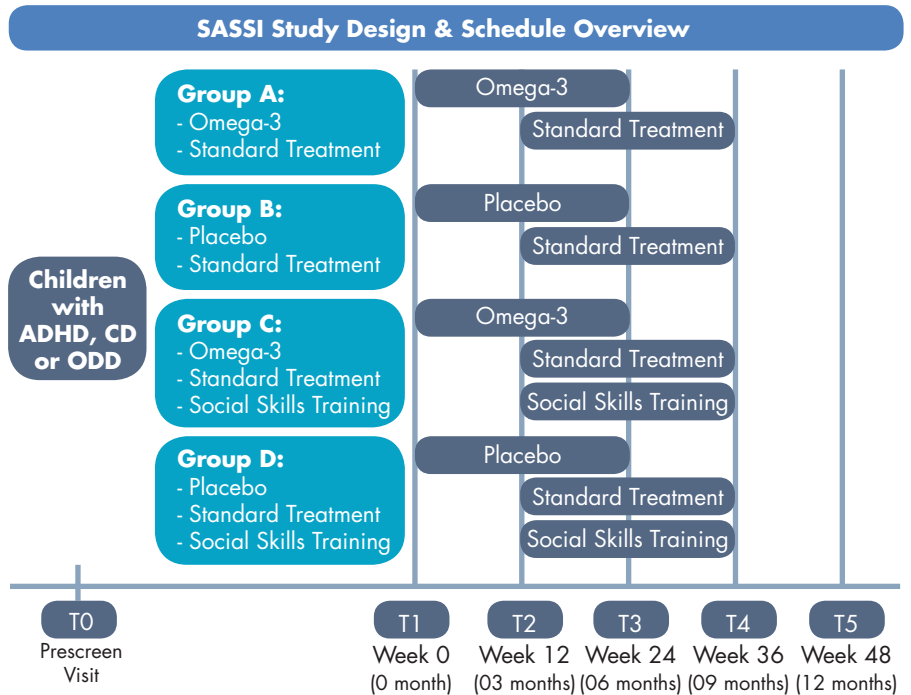 SASSI Study Design & Schedule Overview
Children
with
ADHD, CD
or ODD
Group A:
- Omega-3
- Standard Treatment
Omega-3
Standard Treatment
Group B:
- Placebo
- Standard Treatment
Placebo
Standard Treatment
Group C:
- Omega-3
- Standard Treatment
- Social Skills Training
Omega-3
Standard Treatment
Social Skills Training
Group D:
- Placebo
- Standard Treatment
- Social Skills Training
Placebo
Standard Treatment
Social Skills Training
T0
Prescreen
Visit
T1
Week 0
(0 month)
T2
Week 12
(03 months)
T3
Week 24
(06 months)
T4
Week 36
(09 months)
T5
Week 48
(12 months)